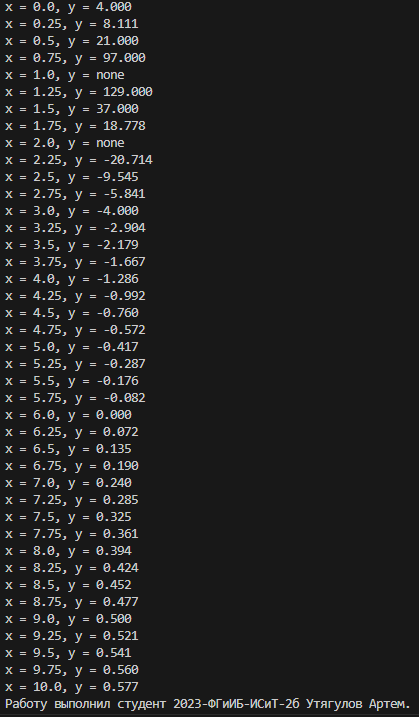 x = 0.0, y = 4.000
x = 0.25, y = 8.111
x = 0.5, y = 21.000
x = 0.75, y = 97.000
x = 1.0, y = none
x = 1.25, y = 129.000
x = 1.5, y = 37.000
x = 1.75, y = 18.778
x = 2.0, y = none
x = 2.25, y = -20.714
x = 2.5, y = -9.545
x = 2.75, y = -5.841
x = 3.0, y = -4.000
x = 3.25, y = -2.904
x = 3.5, y = -2.179
x = 3.75, y = -1.667
x = 4.0, y = -1.286
x = 4.25, y = -0.992
x = 4.5, y = -0.760
x = 4.75, y = -0.572
x = 5.0, y = -0.417
x = 5.25, y = -0.287
x = 5.5, y = -0.176
x = 5.75, y = -0.082
x = 6.0, y = 0.000
x = 6.25, y = 0.072
x = 6.5, y = 0.135
x = 6.75, y = 0.190
x = 7.0, y = 0.240
x = 7.25, y = 0.285
x = 7.5, y = 0.325
x = 7.75, y = 0.361
x = 8.0, y = 0.394
x = 8.25, y = 0.424
x = 8.5, y = 0.452
x = 8.75, y = 0.477
x = 9.0, y = 0.500
x = 9.25, y = 0.521
x = 9.5, y = 0.541
x = 9.75, y = 0.560
x = 10.0, y = 0.577
Работу выполнил студент 2023-ФГиИБ-ИСиТ-2б Утягулов Артем.